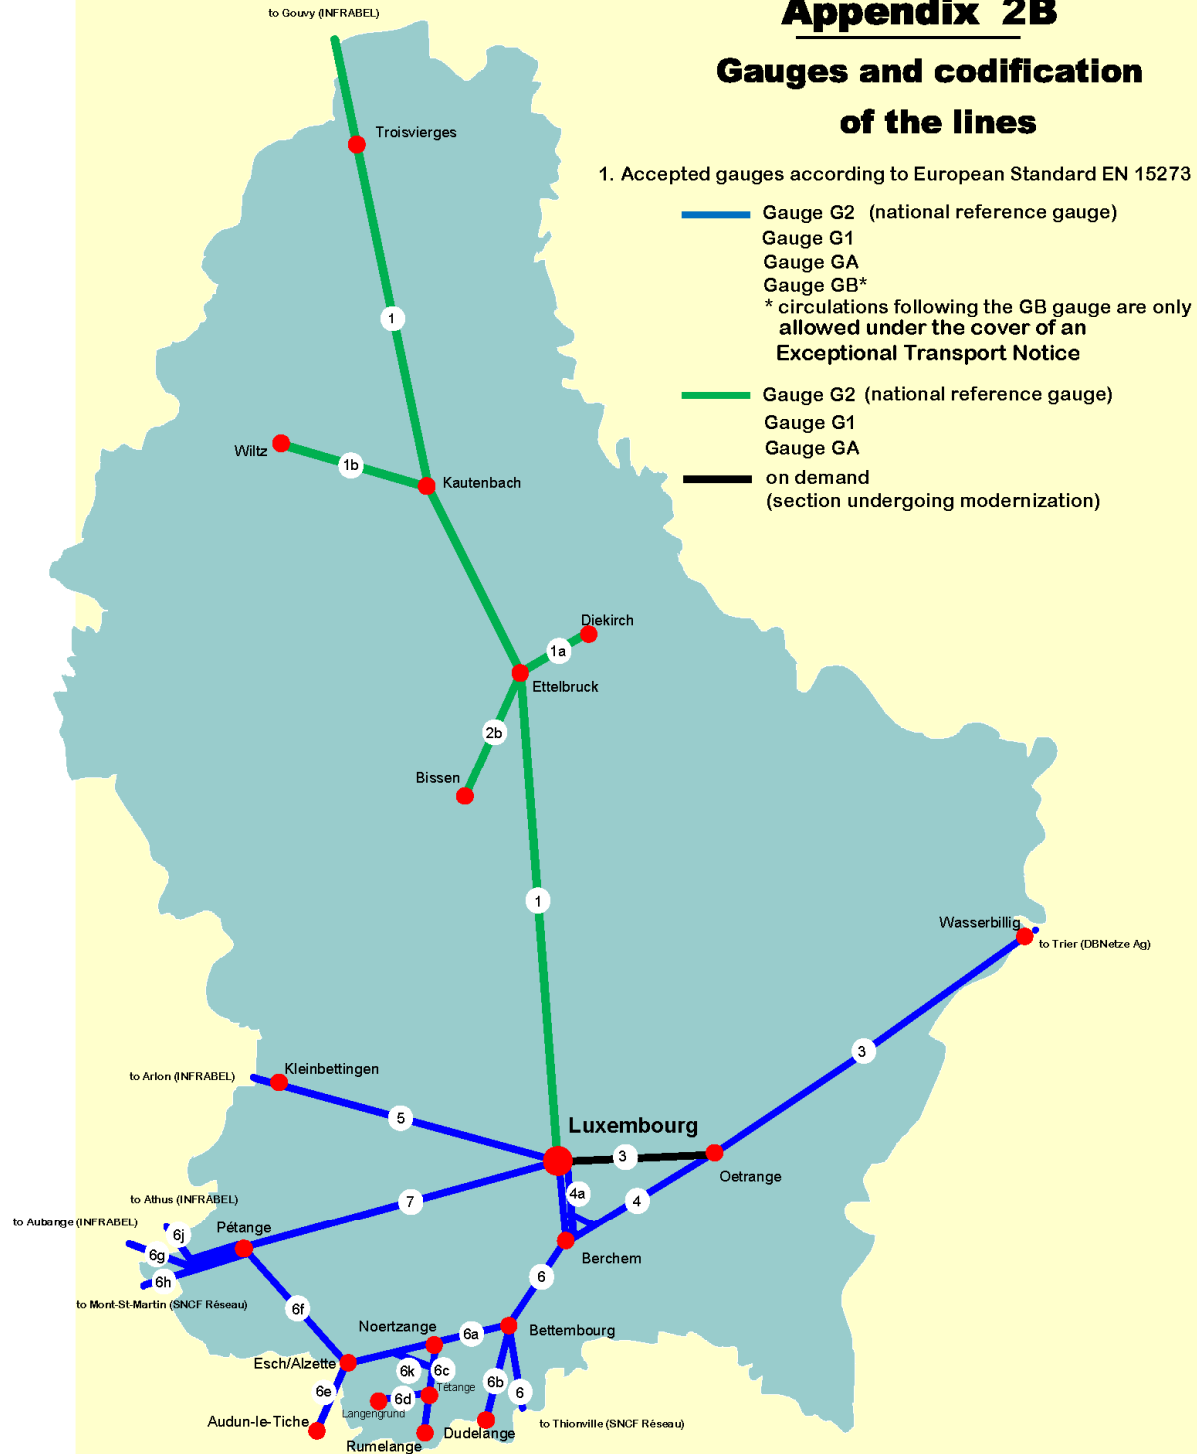 to Gouvy (INFRABEL)
Appendix 2B
Gauges and codification
of the lines
Troisvierges
1. Accepted gauges according to European Standard EN 15273
Gauge G2 (national reference gauge)
Gauge G1
Gauge GA
Gauge GB*
* circulations following the GB gauge are only
allowed under the cover of an
Exceptional Transport Notice
1
Gauge G2 (national reference gauge)
Gauge G1
Gauge GA
on demand
(section undergoing modernization)
Wiltz
1b
Kautenbach
Diekirch
1a
Ettelbruck
2b
Bissen
1
Wasserbillig
to Trier (DBNetze Ag)
3
Kleinbettingen
to Arlon (INFRABEL)
5
Luxembourg
3
Oetrange
4a
4
7
to Athus (INFRABEL)
to Aubange (INFRABEL)
Pétange
6j
6g
6h
Berchem
6
to Mont-St-Martin (SNCF Réseau)
6f
Noertzange
6a
Bettembourg
Esch/Alzette
6k
6c
6b
6
6e
6d
Tétange
Langengrund
Audun-le-Tiche
Rumelange
Dudelange
to Thionville (SNCF Réseau)